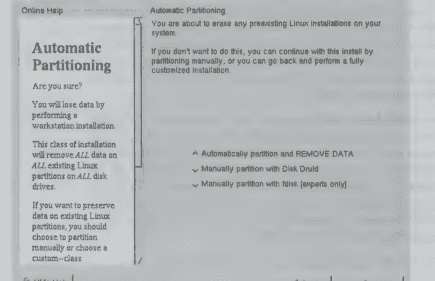 Online Help
Automatic
Partitioning
Are you sure?
You will lose data by
performing a
workstation installation.
This class of installation
will remove ALL data on
ALL existing Linux
partitions on ALL disk
drives.
If you want to preserve
data on existing Linux
partitions, you should
choose to partition
manually or choose a
custom-class
Automatic Partitioning
You are about to erase any preexisting Linux installations on your
system.
If you don't want to do this, you can continue with this install by
partitioning manually, or you can go back and perform a fully
customized installation.
Automatically partition and REMOVE DATA
Manually partition with Disk Druid
Manually partition with fdisk [experts only]